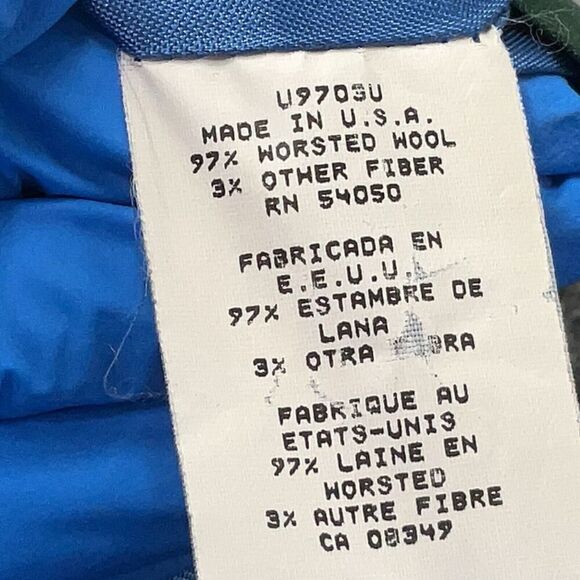 U9703U
MADE IN U.S.A.
97% WORSTED WOOL
3% OTHER FIBER
RN 54050
FABRICADA EN
E.E.U.U.
97% ESTAMBRE DE
LANA
3% OTRA
FABRIQUE AU
ETATS-UNIS
97% LAINE EN
WORSTED
3% AUTRE FIBRE
CA 08349